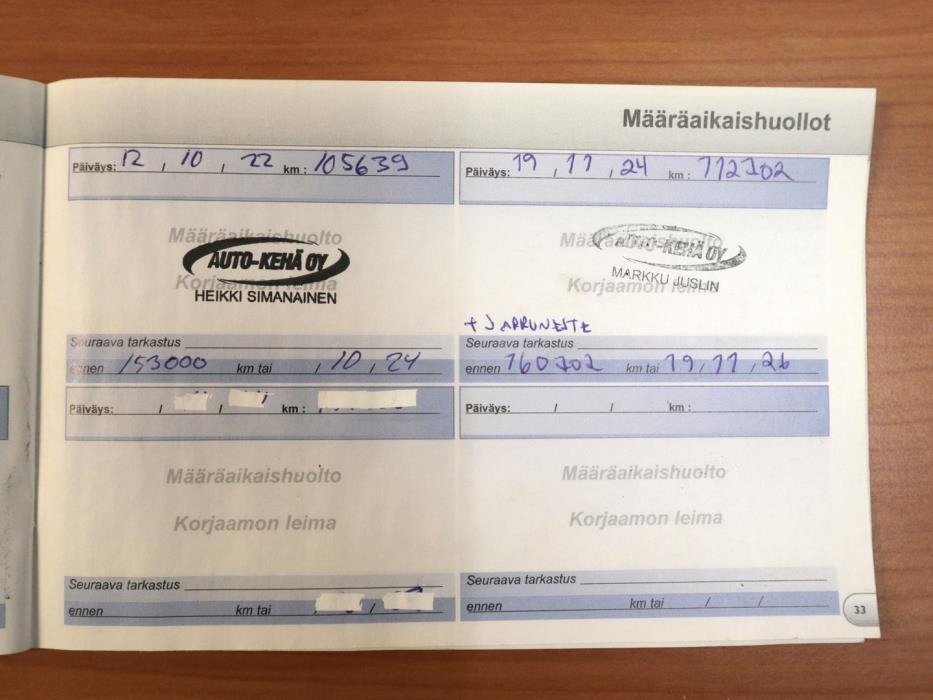 Määräaikaishuollot
Päiväys: 12 / 10 / 22 km : 105639
Määräaikaishuolto
AUTO-KEHÄ OY
Korjaamon leima
HEIKKI SIMANAINEN
Seuraava tarkastus
ennen 153000 km tai / 10 / 24
Päiväys: 19 / 11 / 24 km : 112702
Määräaikaishuolto
AUTO-KEHÄ OY
Korjaamon leima
MARKKU JUSLIN
+ JARRUNESTE
Seuraava tarkastus
ennen 160702 km tai 19 / 11 / 26
Päiväys: / / km :
Määräaikaishuolto
Korjaamon leima
Seuraava tarkastus
ennen km tai / /
Päiväys: / / km :
Määräaikaishuolto
Korjaamon leima
Seuraava tarkastus
ennen km tai / /
33